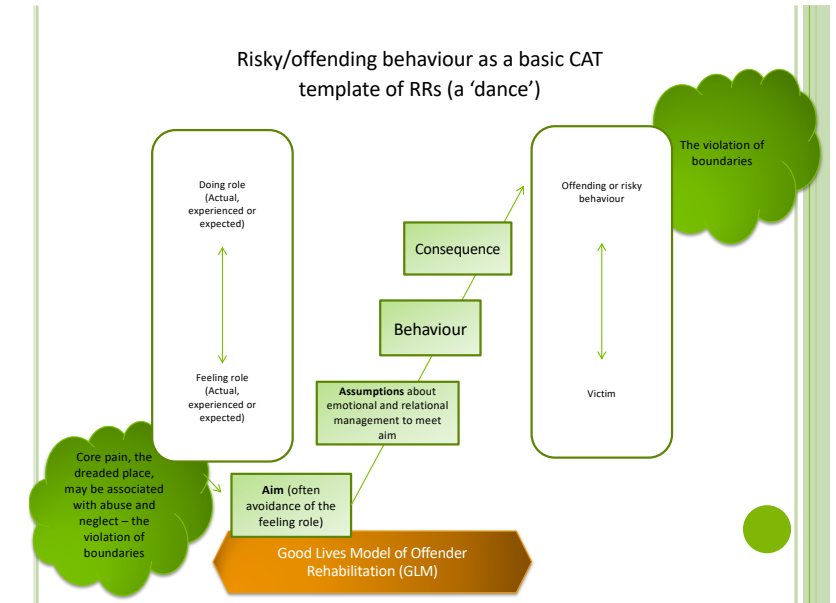 Risky/offending behaviour as a basic CAT
template of RRs (a ‘dance’)
The violation of
boundaries
Doing role
(Actual,
experienced or
expected)
Offending or risky
behaviour
Consequence
Behaviour
Feeling role
(Actual,
experienced or
expected)
Assumptions about
emotional and relational
management to meet
aim
Victim
Core pain, the
dreaded place,
may be associated
with abuse and
neglect – the
violation of
boundaries
Aim (often
avoidance of the
feeling role)
Good Lives Model of Offender
Rehabilitation (GLM)